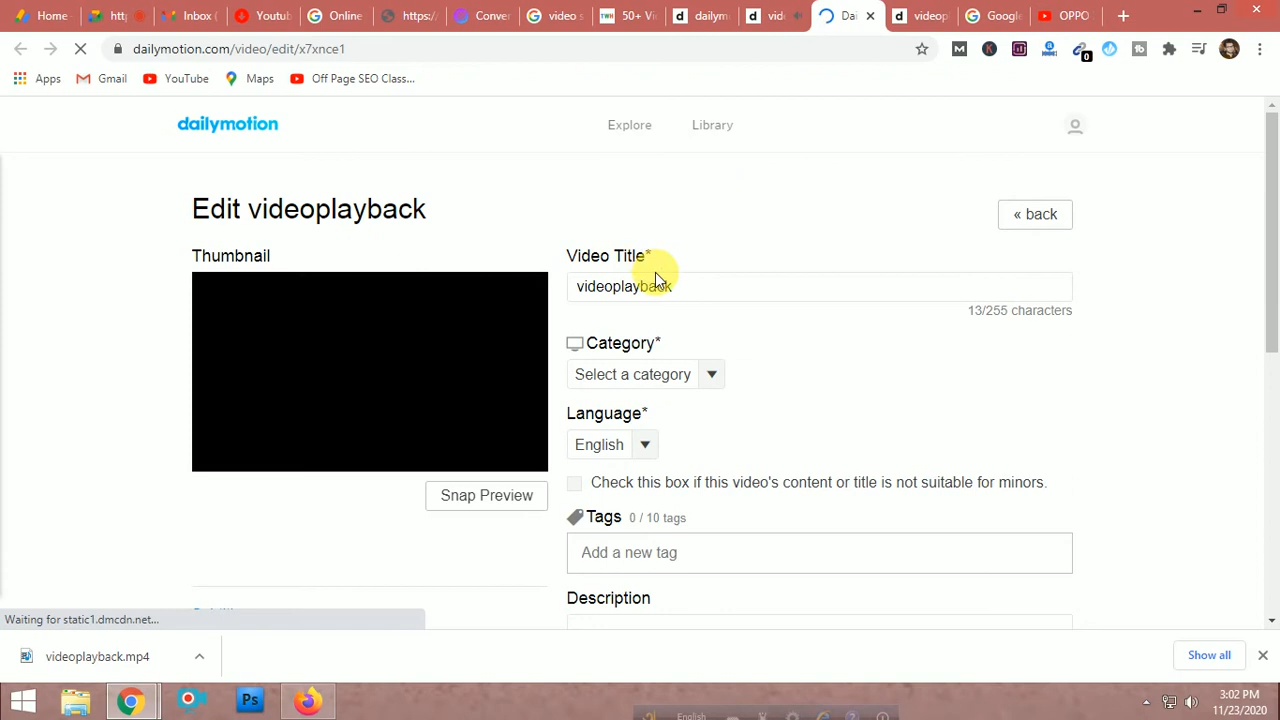 Home
htt
Inbox (
Youtub
Online
https:/
Conver
video s
50+ Vi
dailym
vid
Dai
videop
Googl
OPPO
dailymotion.com/video/edit/x7xnce1
Apps
Gmail
YouTube
Maps
Off Page SEO Class...
dailymotion
Explore
Library
Edit videoplayback
« back
Thumbnail
Video Title*
videoplayback
13/255 characters
Category*
Select a category
Language*
English
Check this box if this video's content or title is not suitable for minors.
Snap Preview
Tags 0 / 10 tags
Add a new tag
Description
Waiting for static1.dmcdn.net...
videoplayback.mp4
Show all
Ps
English
3:02 PM
11/23/2020